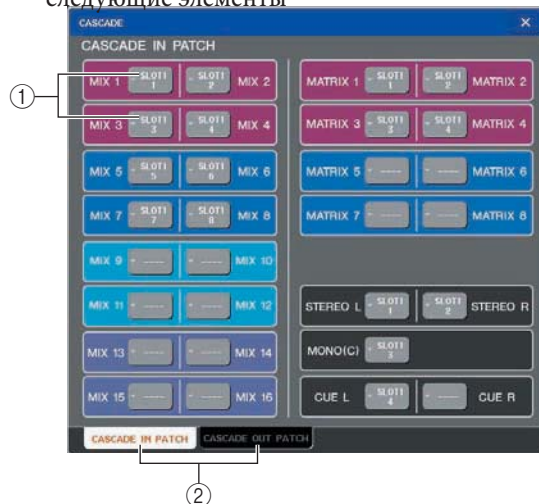 следующие элементы
CASCADE ×
CASCADE IN PATCH
MIX 1 SLOT1 1 SLOT1 2 MIX 2 MATRIX 1 SLOT1 1 SLOT1 2 MATRIX 2
① MIX 3 SLOT1 3 SLOT1 4 MIX 4 MATRIX 3 SLOT1 3 SLOT1 4 MATRIX 4
MIX 5 SLOT1 5 SLOT1 6 MIX 6 MATRIX 5 ---- ---- MATRIX 6
MIX 7 SLOT1 7 SLOT1 8 MIX 8 MATRIX 7 ---- ---- MATRIX 8
MIX 9 ---- ---- MIX 10
MIX 11 ---- ---- MIX 12 STEREO L SLOT1 1 SLOT1 2 STEREO R
MIX 13 ---- ---- MIX 14 MONO(C) SLOT1 3
MIX 15 ---- ---- MIX 16 CUE L SLOT1 4 ---- CUE R
CASCADE IN PATCH CASCADE OUT PATCH
②